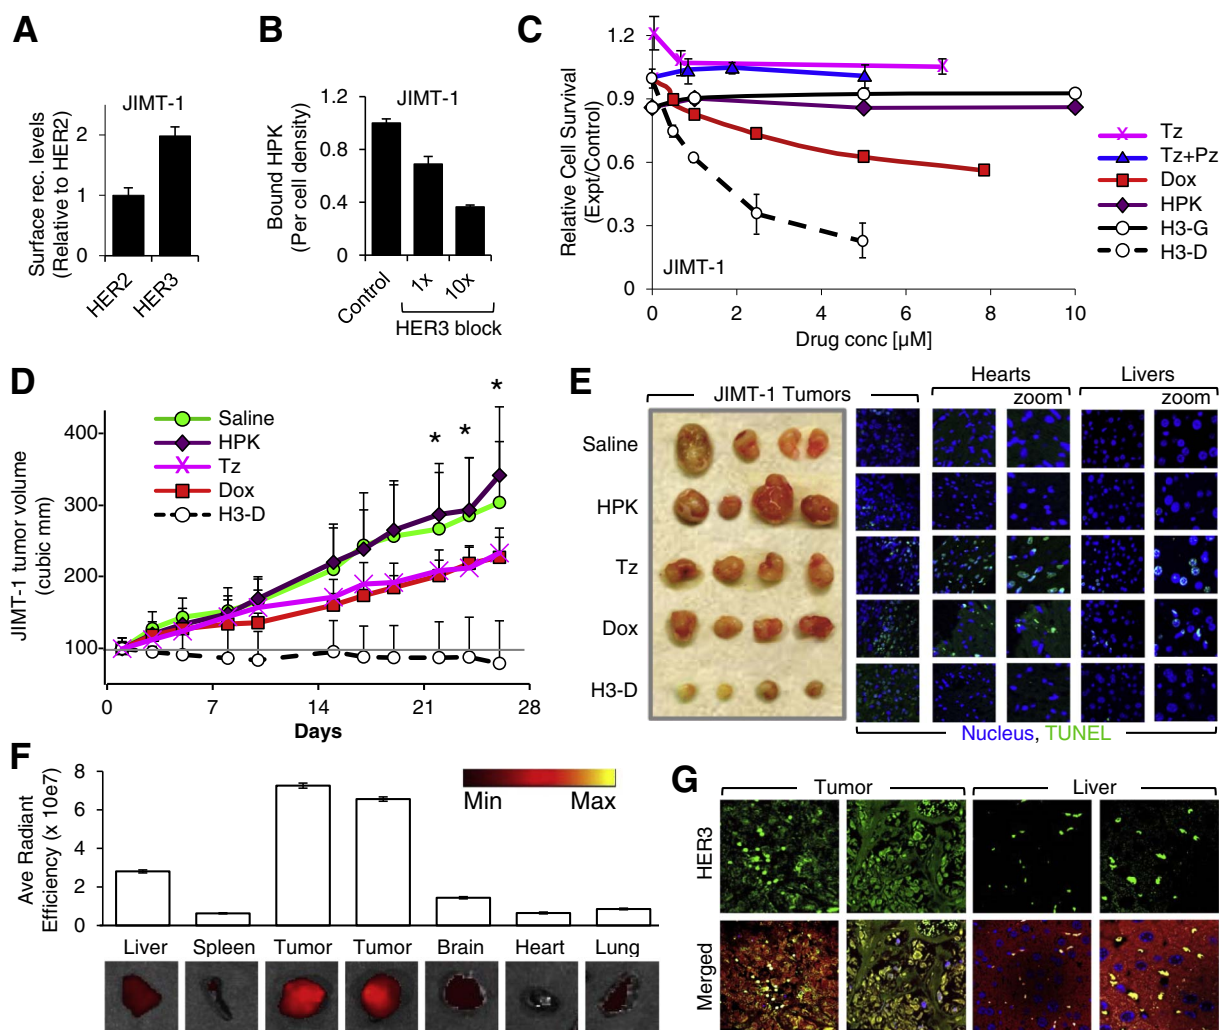 A
JIMT-1
Surface rec. levels
(Relative to HER2)
2
1
0
HER2
HER3
B
JIMT-1
Bound HPK
(Per cell density)
1.2
0.8
0.4
0
Control
1x
10x
HER3 block
C
Relative Cell Survival
(Expt/Control)
1.2
0.9
0.6
0.3
0
JIMT-1
0 2 4 6 8 10
Drug conc [µM]
Tz
Tz+Pz
Dox
HPK
H3-G
H3-D
D
JIMT-1 tumor volume
(cubic mm)
400
300
200
100
Saline
HPK
Tz
Dox
H3-D
* * *
0 7 14 21 28
Days
E
JIMT-1 Tumors
Hearts
zoom
Livers
zoom
Saline
HPK
Tz
Dox
H3-D
Nucleus, TUNEL
F
Ave Radiant
Efficiency (x 10e7)
8
6
4
2
0
Min Max
Liver Spleen Tumor Tumor Brain Heart Lung
G
Tumor Liver
HER3
Merged